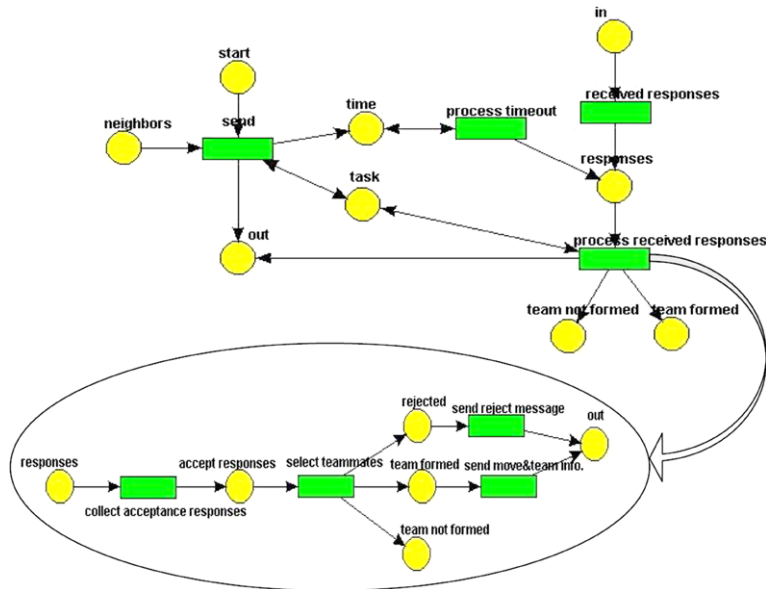 in
start
received responses
neighbors
send
time
process timeout
responses
task
out
process received responses
team not formed
team formed
rejected
send reject message
out
responses
accept responses
select teammates
team formed
send move&team info.
collect acceptance responses
team not formed